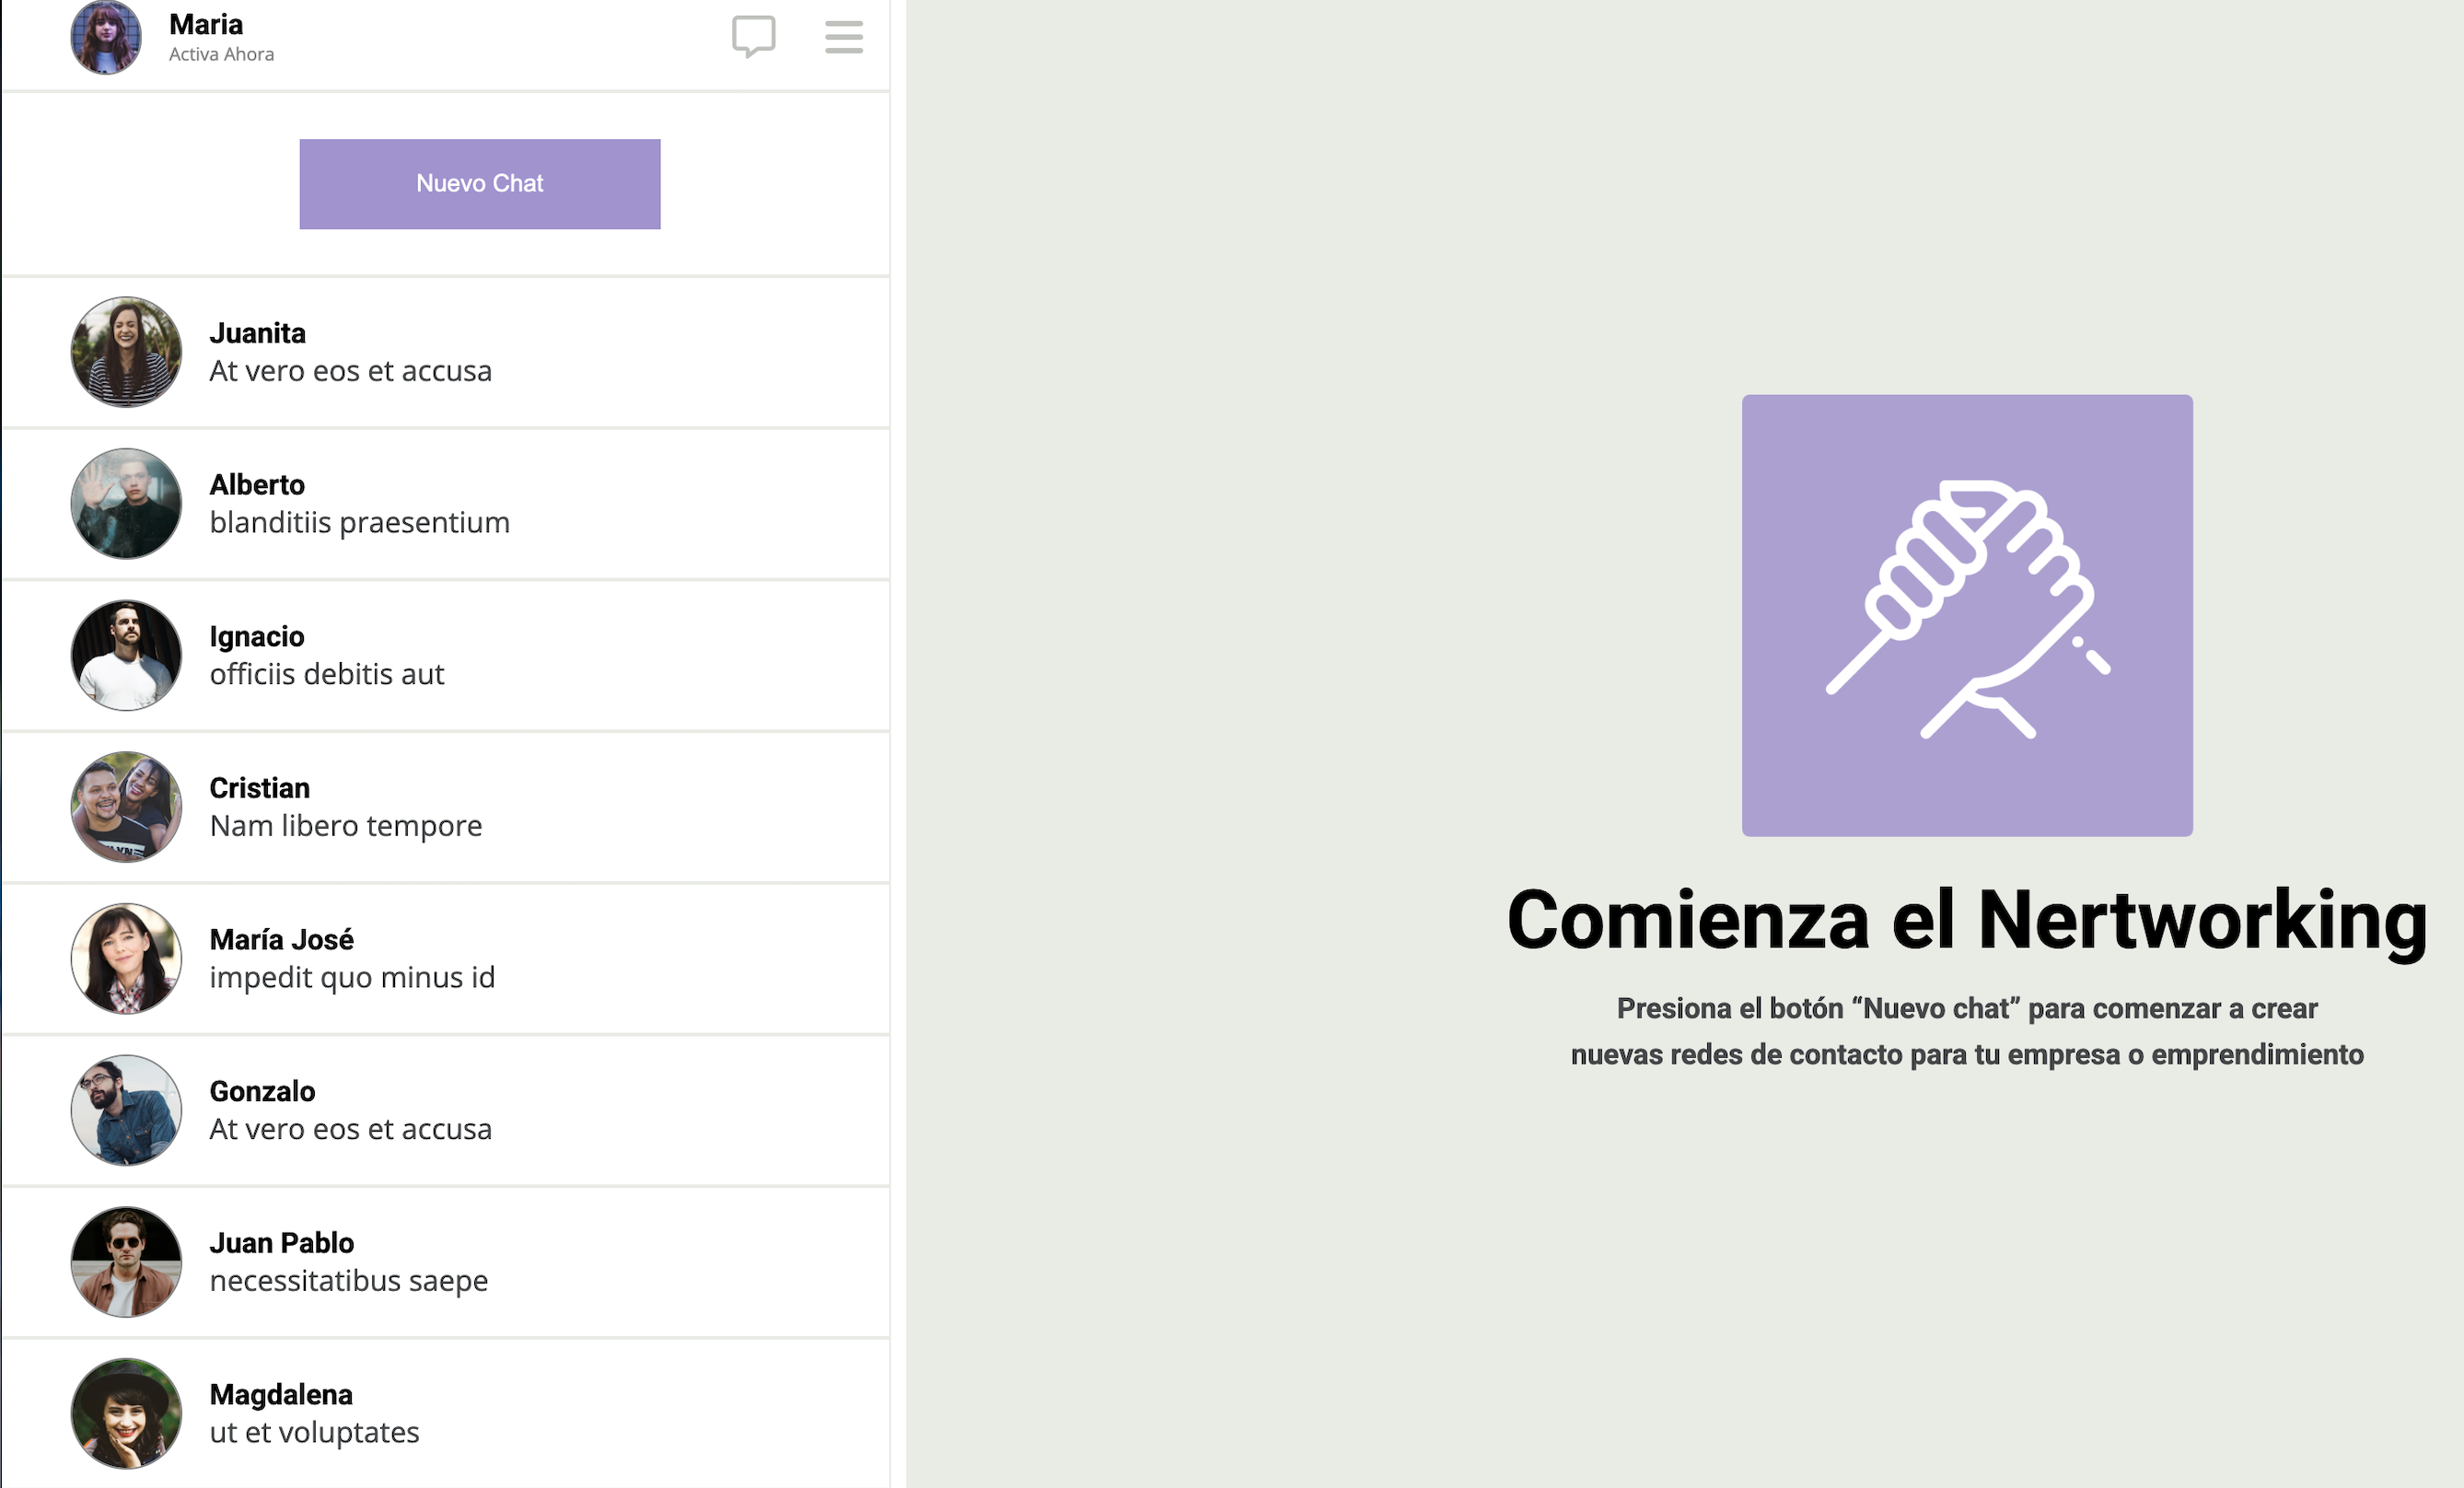 Maria
Activa Ahora
Nuevo Chat
Juanita
At vero eos et accusa
Alberto
blanditiis praesentium
Ignacio
officiis debitis aut
Cristian
Nam libero tempore
María José
impedit quo minus id
Gonzalo
At vero eos et accusa
Juan Pablo
necessitatibus saepe
Magdalena
ut et voluptates
Comienza el Nertworking
Presiona el botón “Nuevo chat” para comenzar a crear
nuevas redes de contacto para tu empresa o emprendimiento